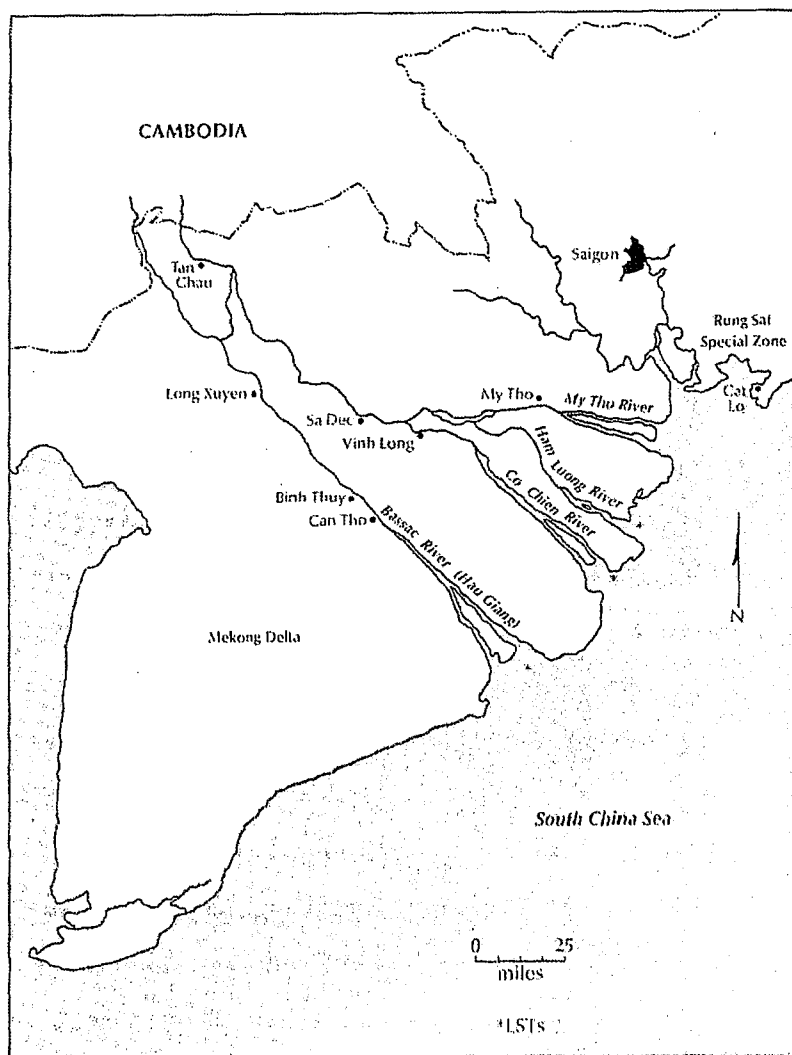 CAMBODIA
Saigon
Tan
Chau
Rung Sat
Special Zone
Cat
Lo
Long Xuyen
My Tho
My Tho River
Sa Dec
Vinh Long
Ham Luong River
Co Chien River
Binh Thuy
Can Tho
Bassac River (Hau Giang)
N
Mekong Delta
South China Sea
0 25
miles
*LSTs